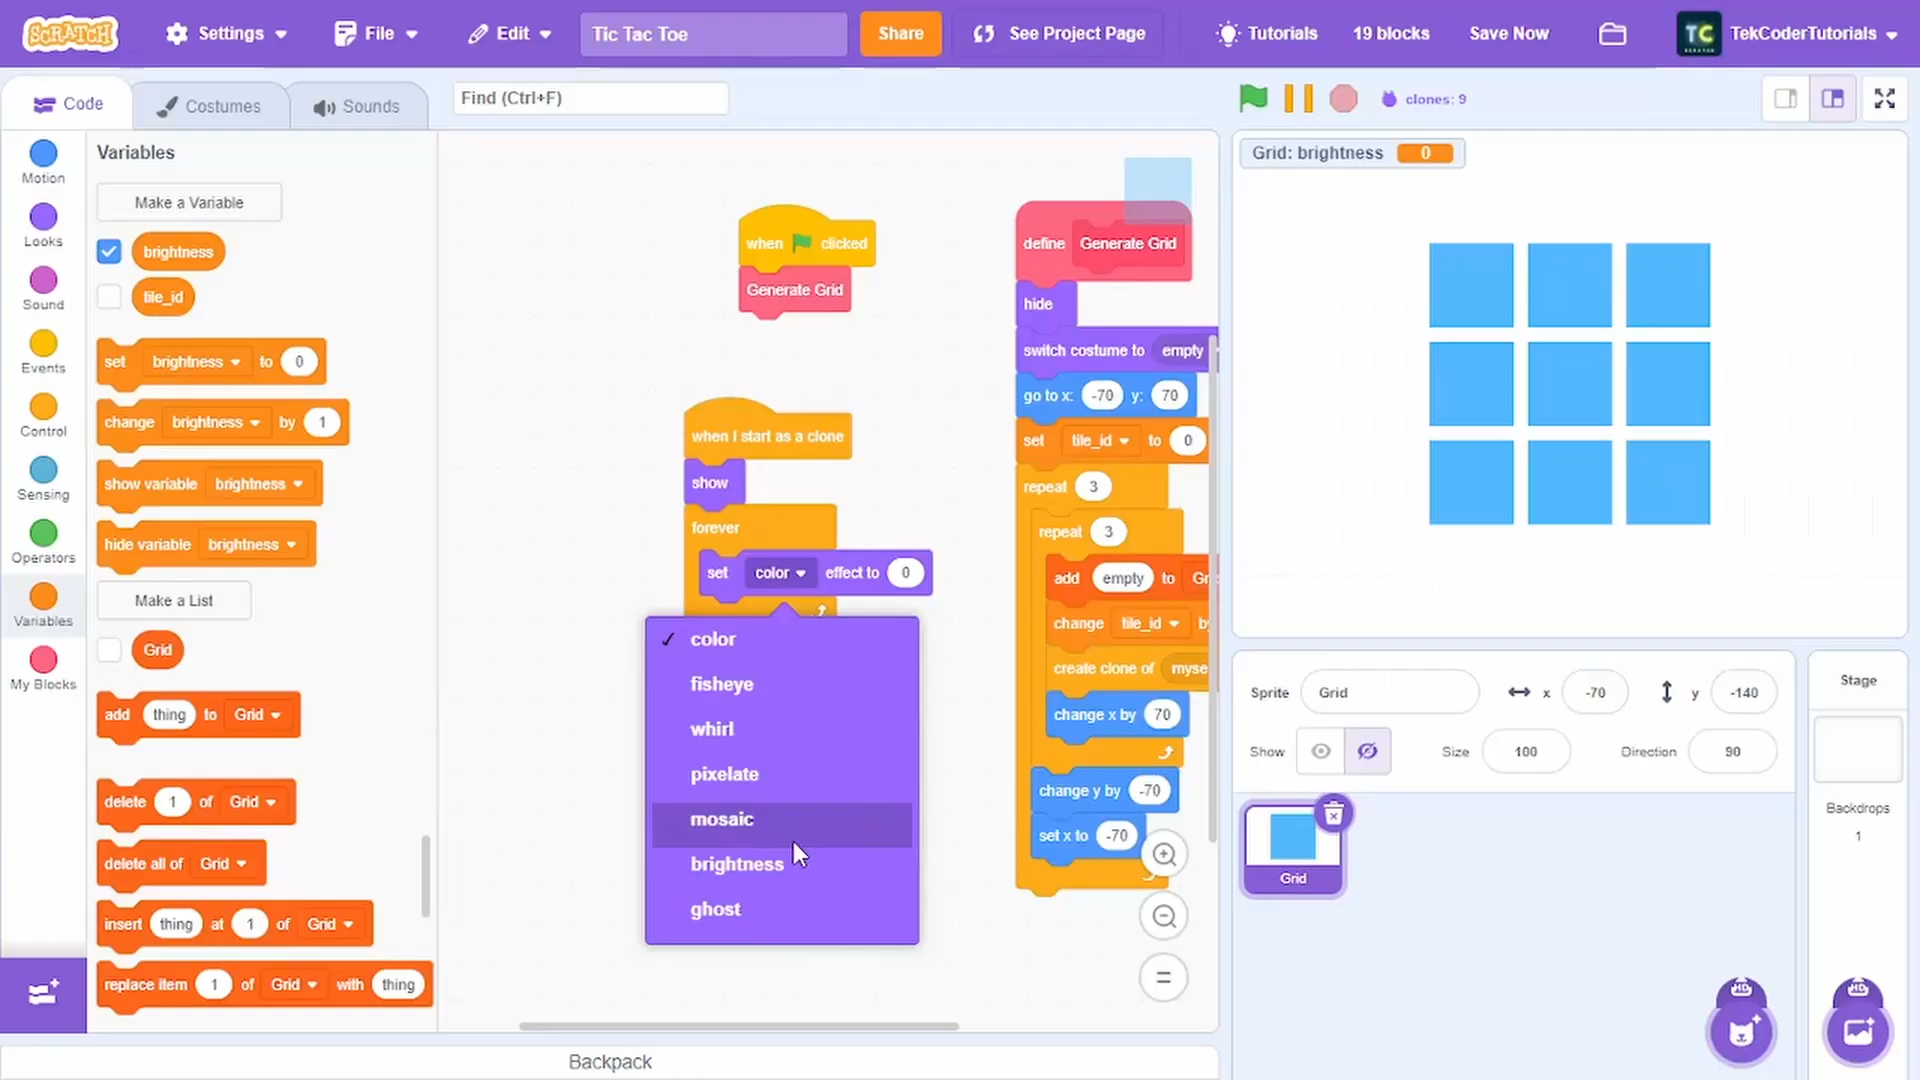 SCRATCH Settings File Edit Tic Tac Toe Share See Project Page Tutorials 19 blocks Save Now TC TekCoderTutorials
Code Costumes Sounds Find (Ctrl+F) clones: 9
Motion
Looks
Sound
Events
Control
Sensing
Operators
Variables
My Blocks
Variables
Make a Variable
brightness
tile_id
set brightness to 0
change brightness by 1
show variable brightness
hide variable brightness
Make a List
Grid
add thing to Grid
delete 1 of Grid
delete all of Grid
insert thing at 1 of Grid
replace item 1 of Grid with thing
when clicked
Generate Grid
when I start as a clone
show
forever
set color effect to 0
✓ color
fisheye
whirl
pixelate
mosaic
brightness
ghost
define Generate Grid
hide
switch costume to empty
go to x: -70 y: 70
set tile_id to 0
repeat 3
repeat 3
add empty to Gr
change tile_id by
create clone of myse
change x by 70
change y by -70
set x to -70
Grid: brightness 0
Sprite Grid x -70 y -140
Show Size 100 Direction 90
Grid
Stage
Backdrops
1
HD
HD
Backpack